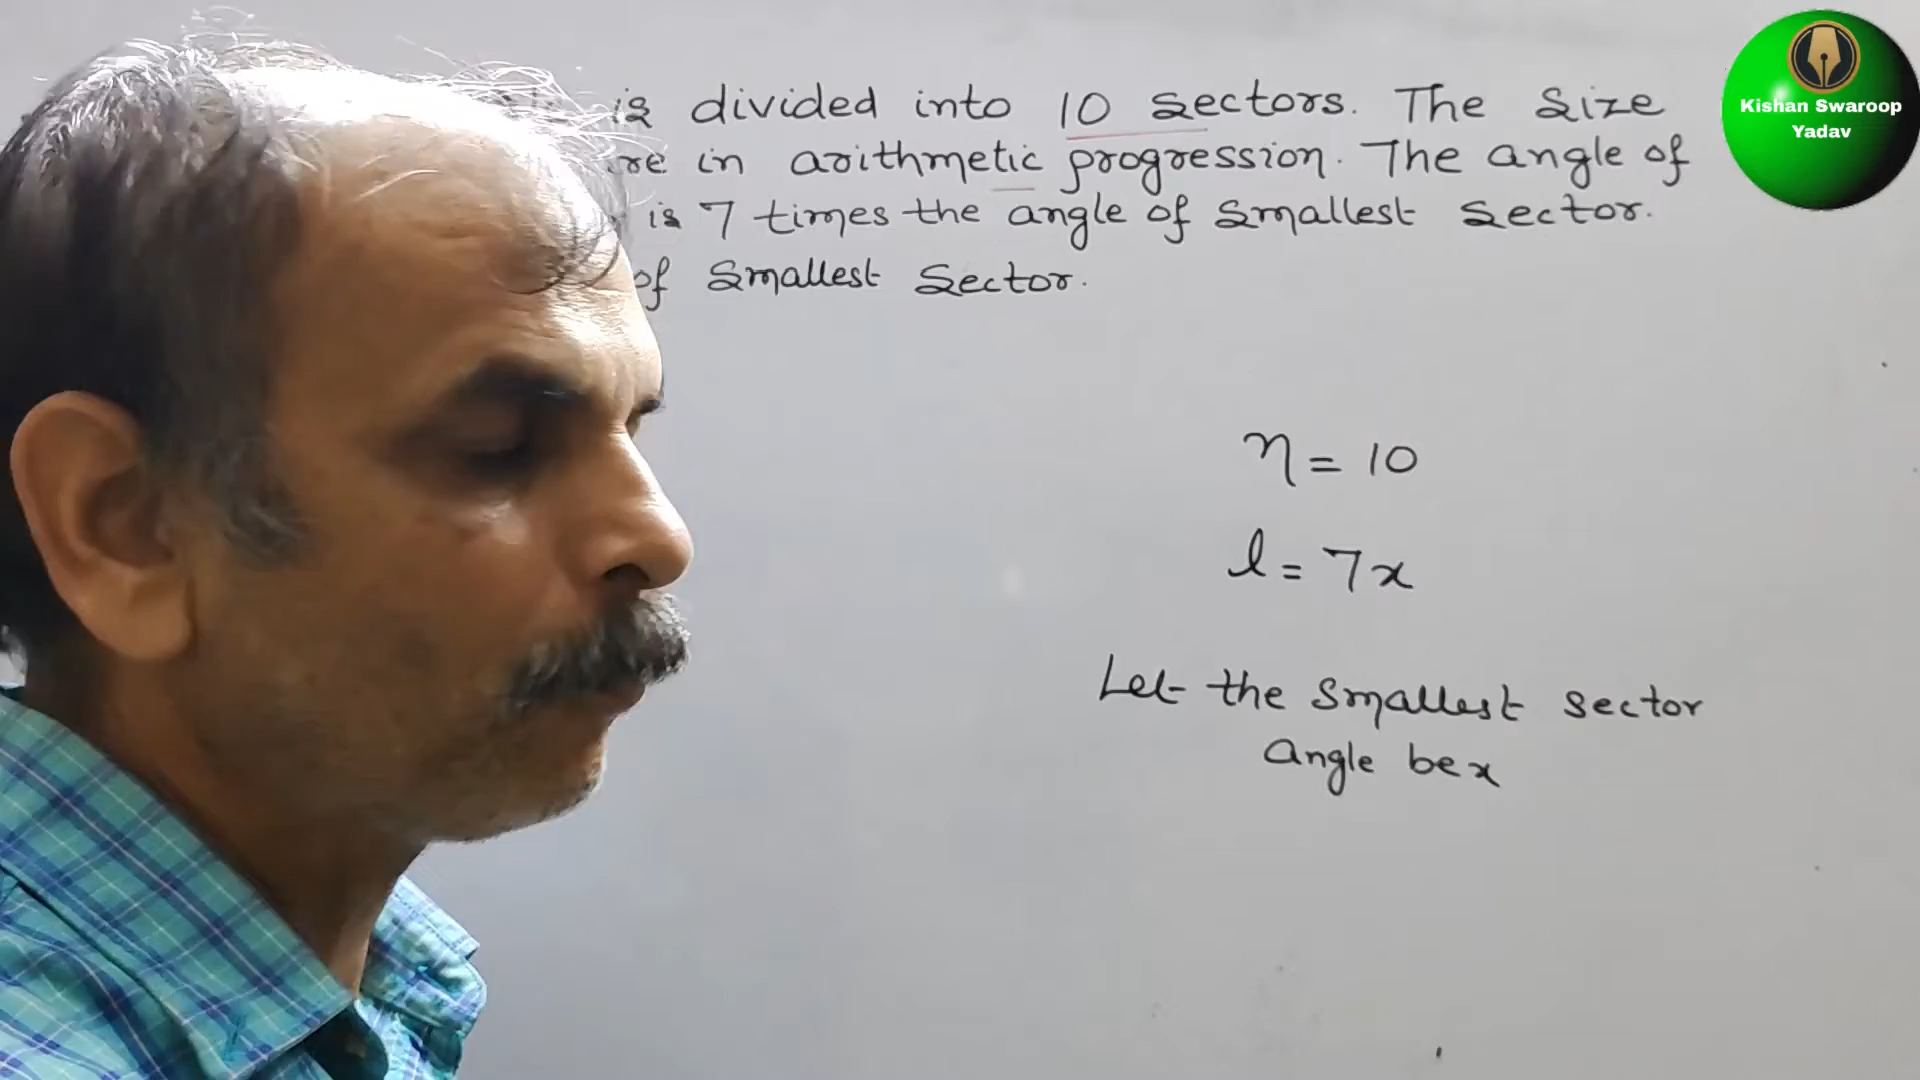 is divided into 10 sectors. The size
re in arithmetic progression. The angle of
is 7 times the angle of smallest sector.
of smallest sector.
n = 10
l = 7x
Let the smallest sector
angle be x
Kishan Swaroop
Yadav